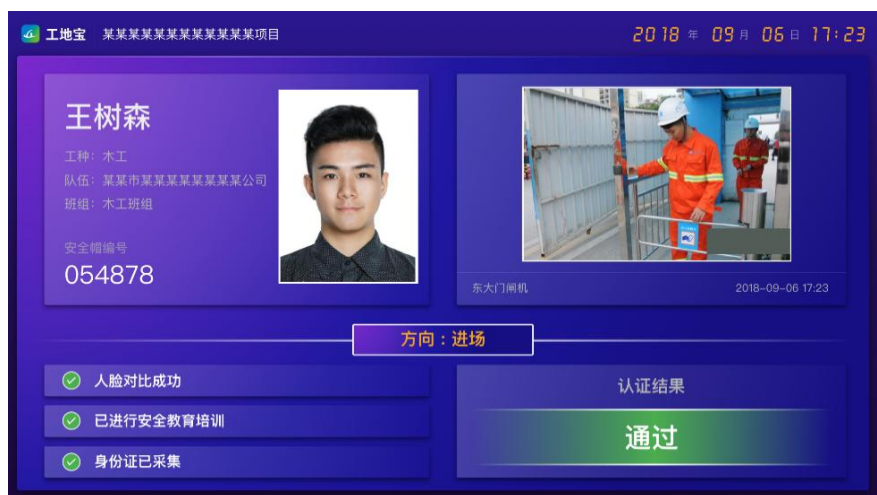 工地宝 某某某某某某某某某某某某项目
2018 年 09 月 06 日 17:23
王树森
工种：木工
队伍：某某市某某某某某某某某公司
班组：木工班组
安全帽编号
054878
东大门闸机 2018-09-06 17:23
方向：进场
人脸对比成功
已进行安全教育培训
身份证已采集
认证结果
通过